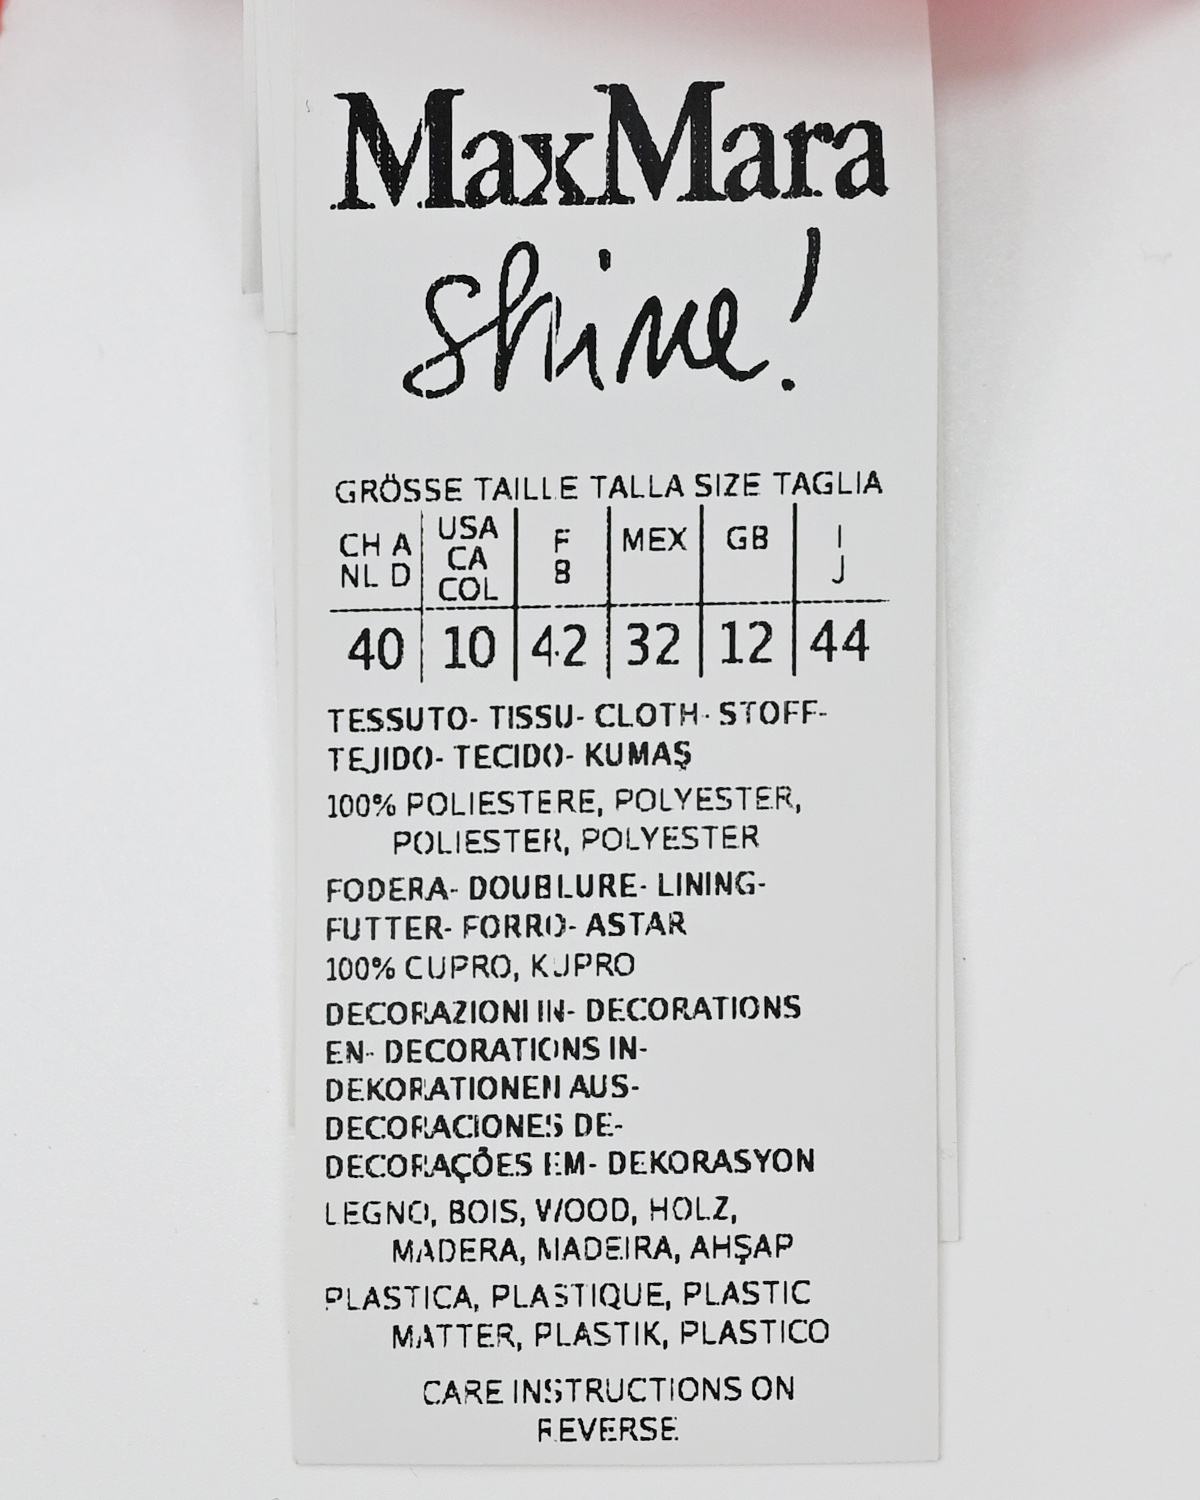 MaxMara
shine!
GRÖSSE TAILLE TALLA SIZE TAGLIA
CH A NL D | USA CA COL | F B | MEX | GB | I J
40 | 10 | 42 | 32 | 12 | 44
TESSUTO- TISSU- CLOTH- STOFF-
TEJIDO- TECIDO- KUMAŞ
100% POLIESTERE, POLYESTER,
POLIESTER, POLYESTER
FODERA- DOUBLURE- LINING-
FUTTER- FORRO- ASTAR
100% CUPRO, KUPRO
DECORAZIONI IN- DECORATIONS
EN- DECORATIONS IN-
DEKORATIONEN AUS-
DECORACIONES DE-
DECORAÇÕES EM- DEKORASYON
LEGNO, BOIS, WOOD, HOLZ,
MADERA, MADEIRA, AHŞAP
PLASTICA, PLASTIQUE, PLASTIC
MATTER, PLASTIK, PLASTICO
CARE INSTRUCTIONS ON
REVERSE